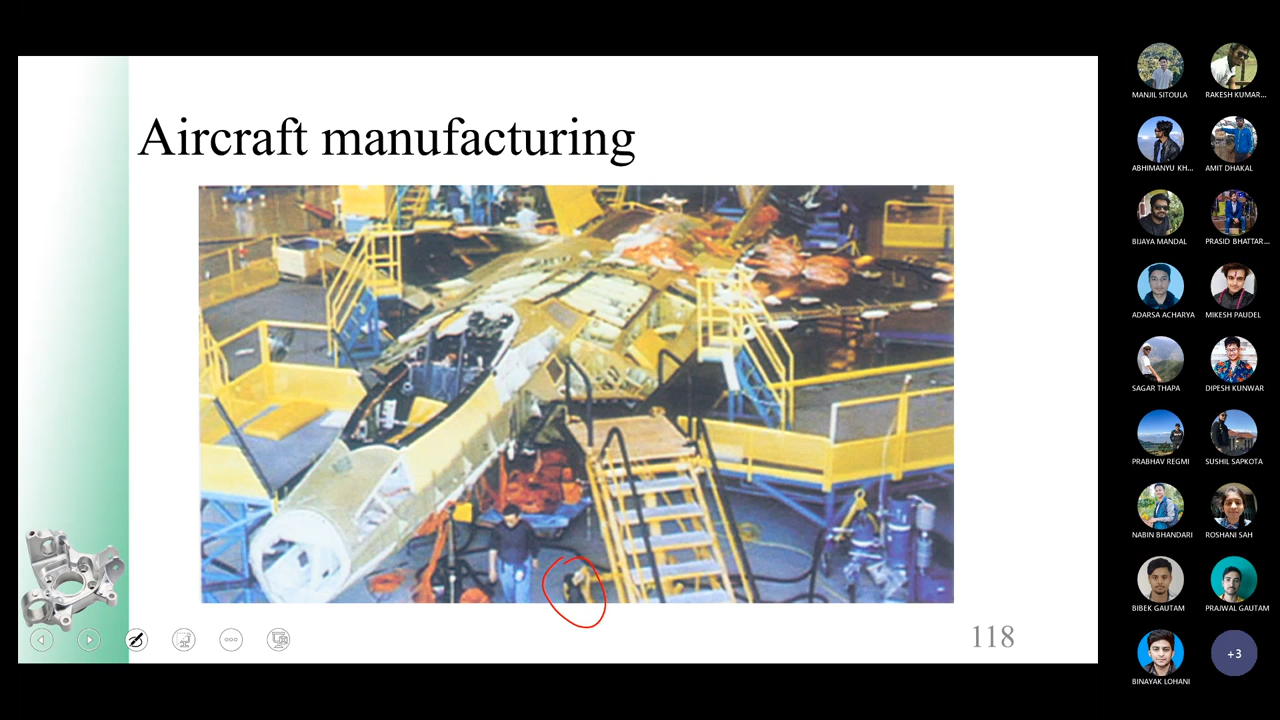 Aircraft manufacturing
118
MANJIL SITOULA
RAKESH KUMAR...
ABHIMANYU KH...
AMIT DHAKAL
BIJAYA MANDAL
PRASID BHATTAR...
ADARSA ACHARYA
MIKESH PAUDEL
SAGAR THAPA
DIPESH KUNWAR
PRABHAV REGMI
SUSHIL SAPKOTA
NABIN BHANDARI
ROSHANI SAH
BIBEK GAUTAM
PRAJWAL GAUTAM
BINAYAK LOHANI
+3